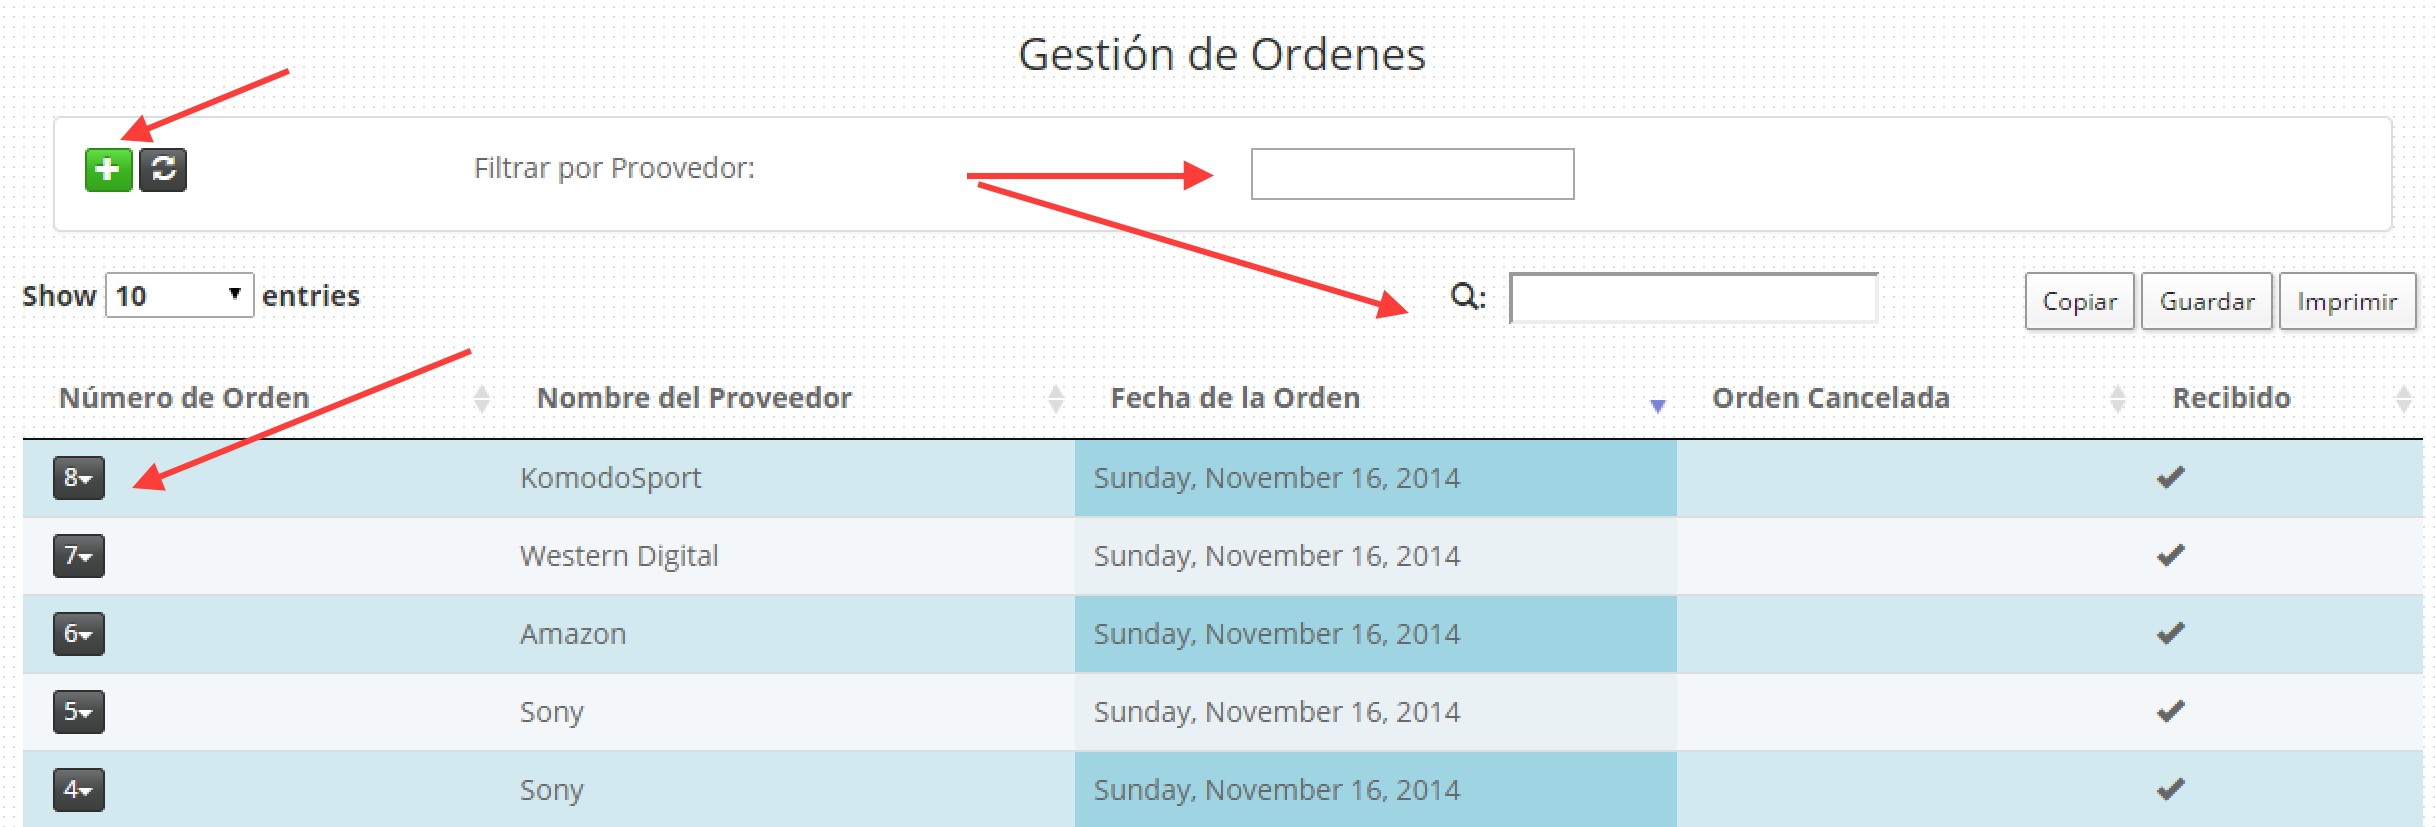 Gestión de Ordenes
Filtrar por Proovedor:
Show 10 entries
: Copiar Guardar Imprimir
Número de Orden Nombre del Proveedor Fecha de la Orden Orden Cancelada Recibido
8 KomodoSport Sunday, November 16, 2014
7 Western Digital Sunday, November 16, 2014
6 Amazon Sunday, November 16, 2014
5 Sony Sunday, November 16, 2014
4 Sony Sunday, November 16, 2014